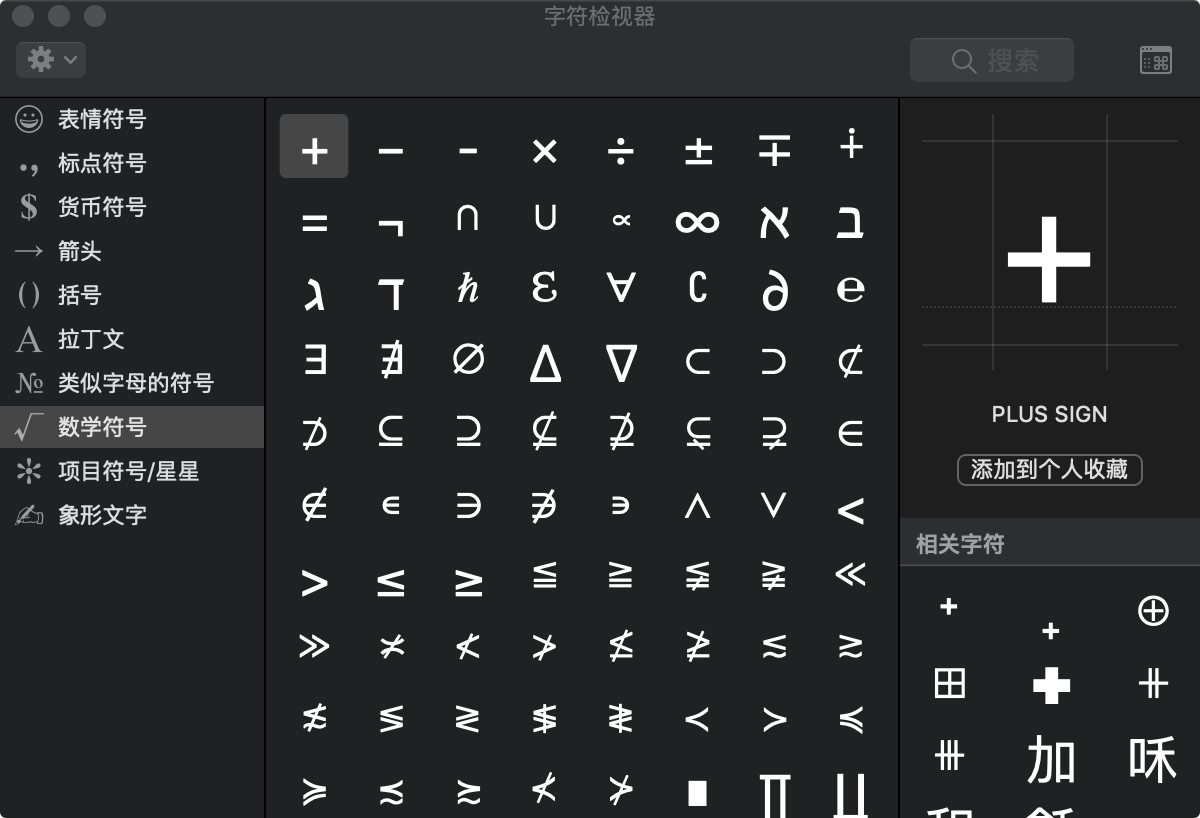 字符检视器
搜索
表情符号
标点符号
$ 货币符号
→ 箭头
() 括号
A 拉丁文
№ 类似字母的符号
√ 数学符号
项目符号/星星
象形文字
+ − - × ÷ ± ∓ ∔
= ¬ ∩ ∪ ∝ ∞ ℵ ℶ
ℷ ℸ ℏ ℇ ∀ ∁ ∂ ℮
∃ ∄ ∅ ∆ ∇ ⊂ ⊃ ⊄
⊅ ⊆ ⊇ ⊈ ⊉ ⊊ ⊋ ∈
∉ ∊ ∋ ∌ ∍ ∧ ∨ <
> ≤ ≥ ≦ ≧ ≨ ≩ ≪
≫ ≭ ≮ ≯ ≰ ≱ ≲ ≳
≴ ≶ ≷ ≸ ≹ ≺ ≻ ≼
≽ ≾ ≿ ⊀ ⊁ ∎ ∏ ∐
+
PLUS SIGN
添加到个人收藏
相关字符
⁺ ₊ ⊕
⊞ ✚ ⧺
⧻ 加 咊